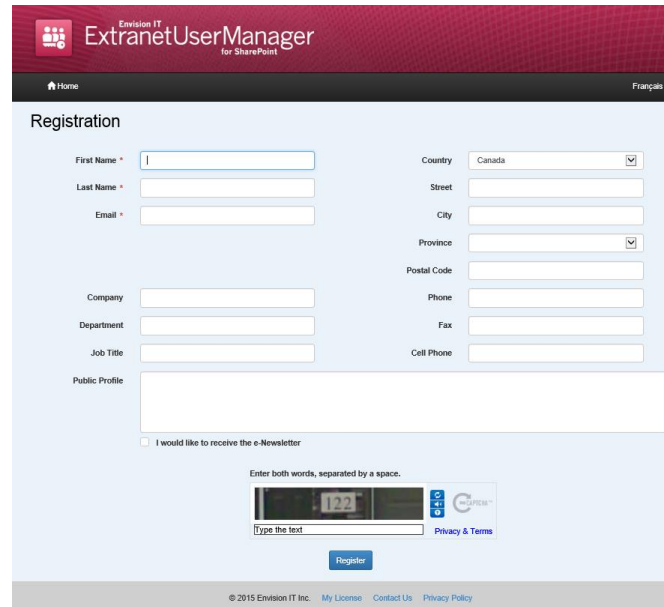 Envision IT
ExtranetUserManager
for SharePoint
Home
Français
Registration
First Name *
Last Name *
Email *
Company
Department
Job Title
Country
Canada
Street
City
Province
Postal Code
Phone
Fax
Cell Phone
Public Profile
I would like to receive the e-Newsletter
Enter both words, separated by a space.
122
reCAPTCHA™
Type the text
Privacy & Terms
Register
© 2015 Envision IT Inc. My License Contact Us Privacy Policy